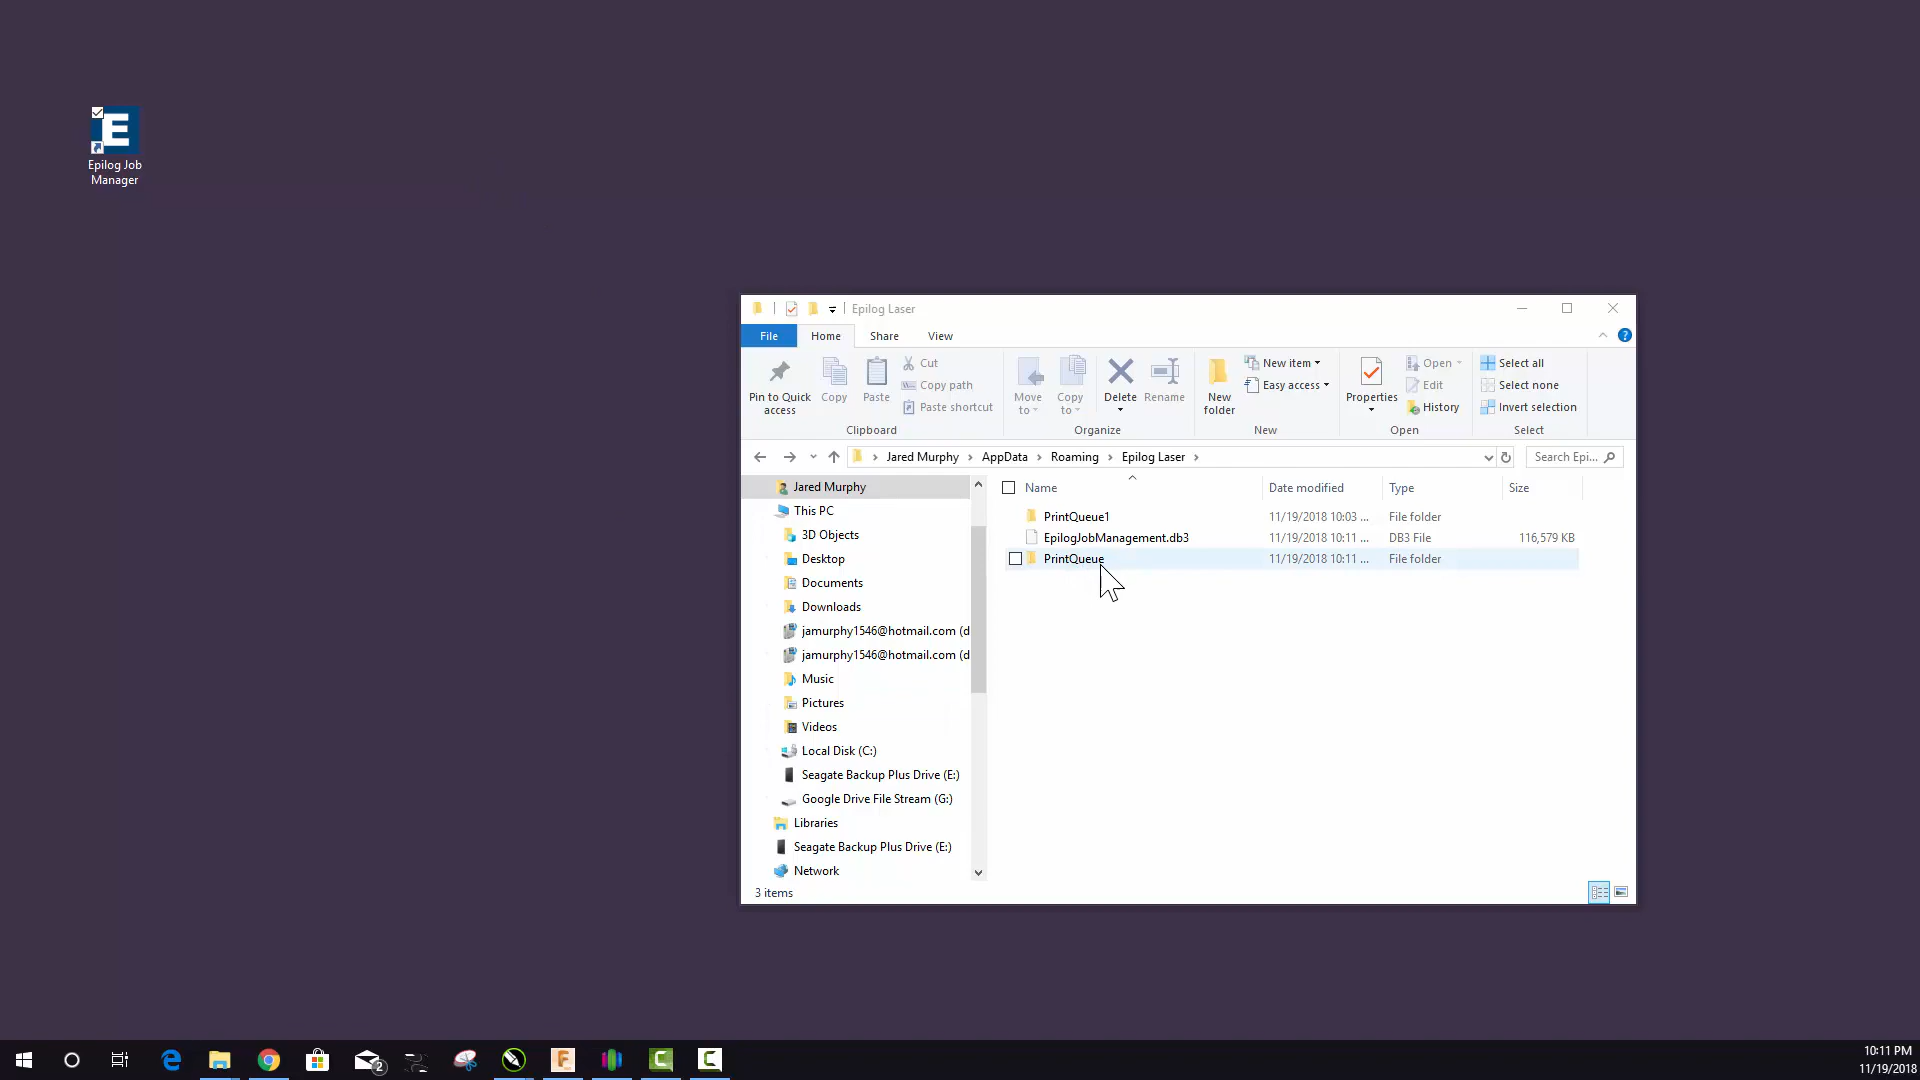 E
Epilog Job
Manager
Epilog Laser
File
Home
Share
View
Pin to Quick
access
Copy
Paste
Cut
Copy path
Paste shortcut
Clipboard
Move
to
Copy
to
Delete
Rename
Organize
New
folder
New item
Easy access
New
Properties
Open
Edit
History
Open
Select all
Select none
Invert selection
Select
Jared Murphy
AppData
Roaming
Epilog Laser
Search Epi...
Name
Date modified
Type
Size
PrintQueue1
11/19/2018 10:03 ...
File folder
EpilogJobManagement.db3
11/19/2018 10:11 ...
DB3 File
116,579 KB
PrintQueue
11/19/2018 10:11 ...
File folder
Jared Murphy
This PC
3D Objects
Desktop
Documents
Downloads
jamurphy1546@hotmail.com (d
jamurphy1546@hotmail.com (d
Music
Pictures
Videos
Local Disk (C:)
Seagate Backup Plus Drive (E:)
Google Drive File Stream (G:)
Libraries
Seagate Backup Plus Drive (E:)
Network
3 items
2
F
C
C
10:11 PM
11/19/2018